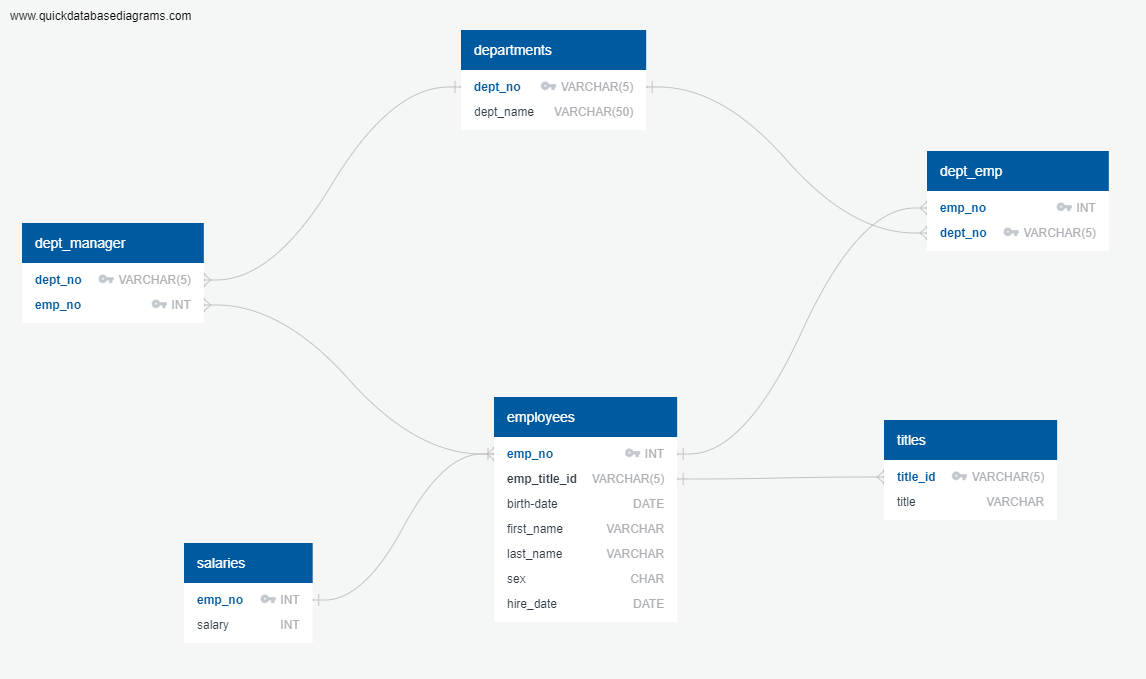 www.quickdatabasediagrams.com
departments
dept_no VARCHAR(5)
dept_name VARCHAR(50)
dept_emp
emp_no INT
dept_no VARCHAR(5)
dept_manager
dept_no VARCHAR(5)
emp_no INT
employees
emp_no INT
emp_title_id VARCHAR(5)
birth-date DATE
first_name VARCHAR
last_name VARCHAR
sex CHAR
hire_date DATE
titles
title_id VARCHAR(5)
title VARCHAR
salaries
emp_no INT
salary INT